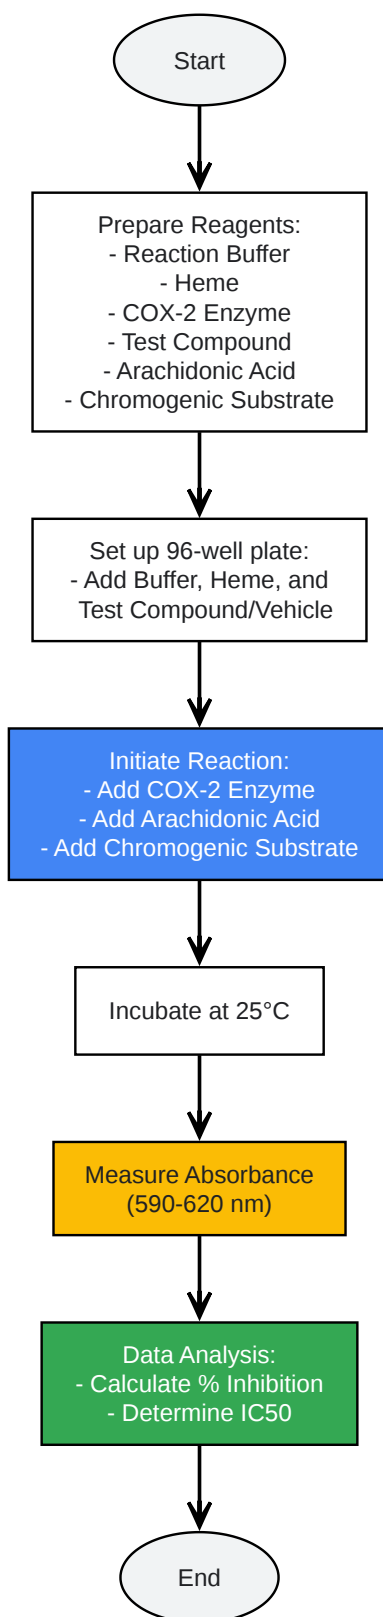 Start
Prepare Reagents:
- Reaction Buffer
- Heme
- COX-2 Enzyme
- Test Compound
- Arachidonic Acid
- Chromogenic Substrate
Set up 96-well plate:
- Add Buffer, Heme, and
Test Compound/Vehicle
Initiate Reaction:
- Add COX-2 Enzyme
- Add Arachidonic Acid
- Add Chromogenic Substrate
Incubate at 25°C
Measure Absorbance
(590-620 nm)
Data Analysis:
- Calculate % Inhibition
- Determine IC50
End